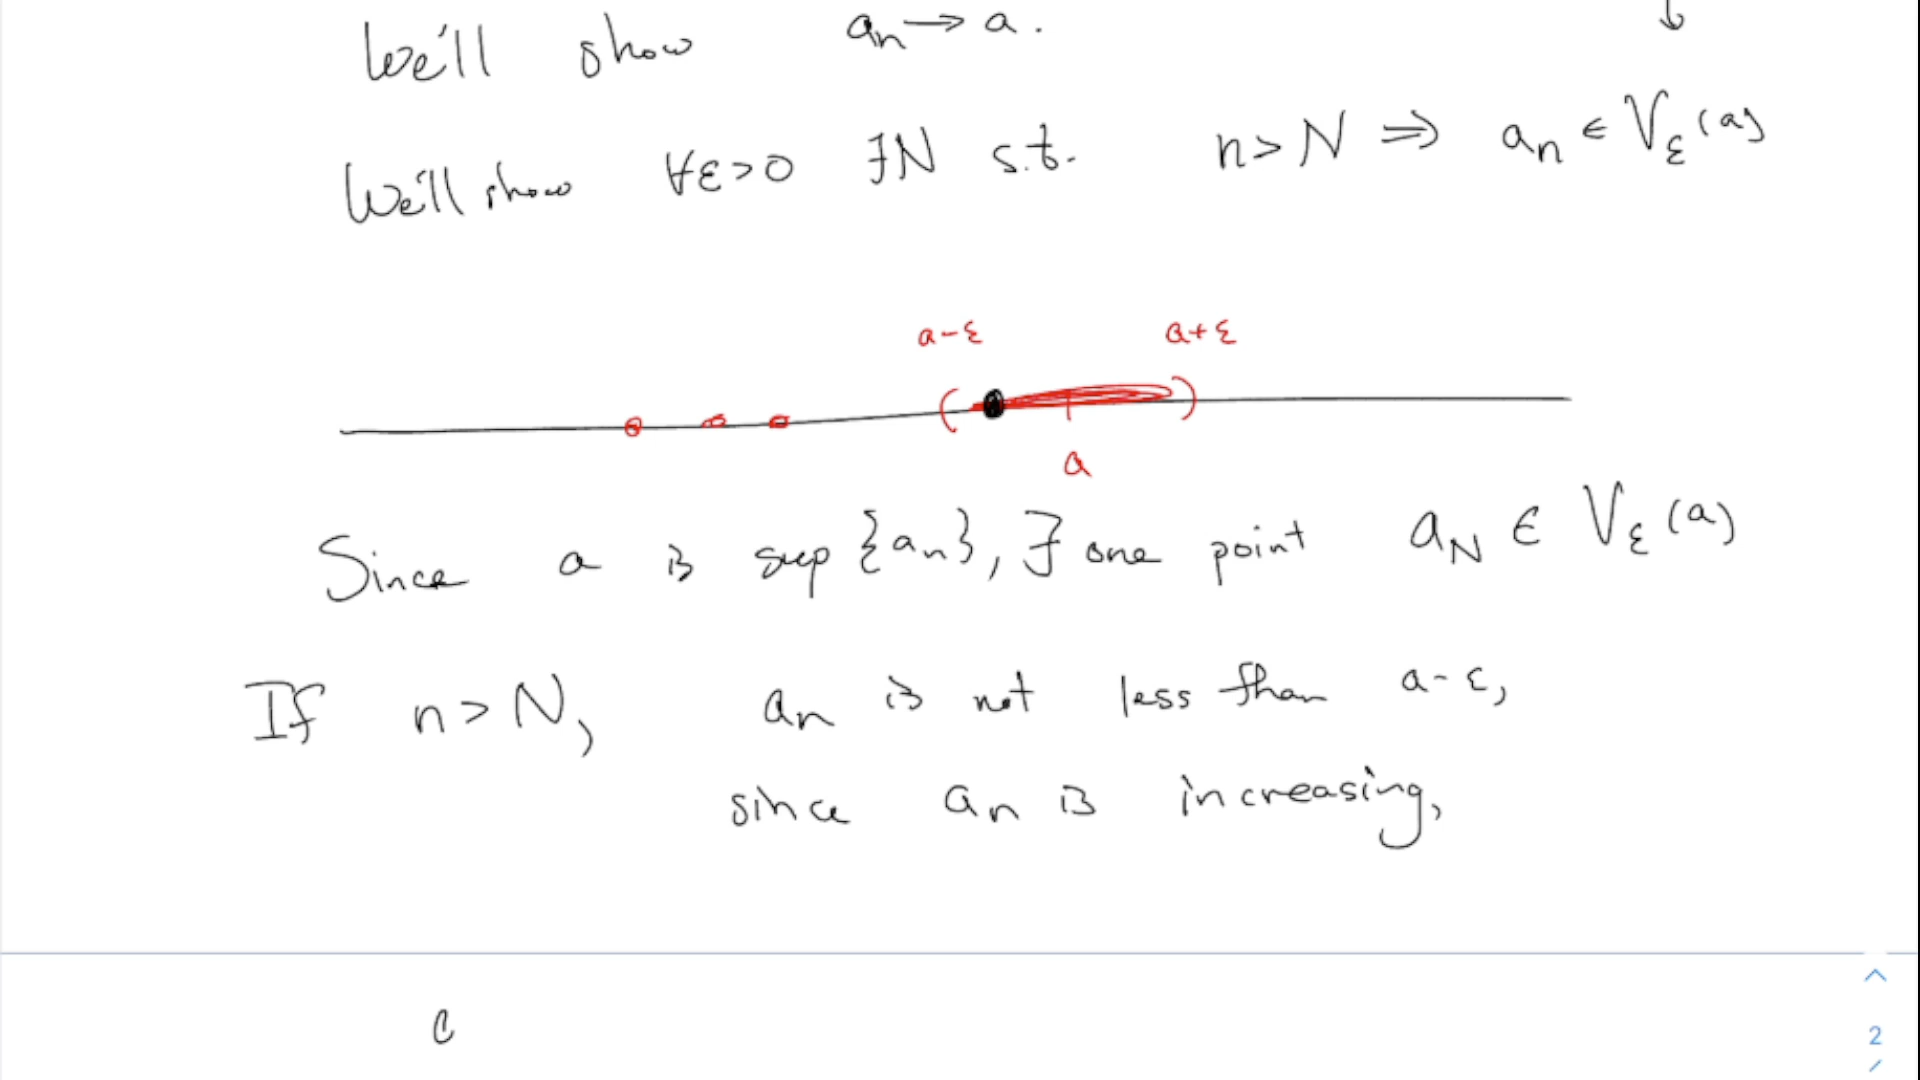 We'll show aₙ → a.
We'll show ∀ε>0 ∃N s.t. n>N ⇒ aₙ ∈ V_ε(a)
a-ε a+ε
a
Since a is sup {aₙ}, ∃ one point a_N ∈ V_ε(a)
If n>N, aₙ is not less than a-ε,
since aₙ is increasing,
2